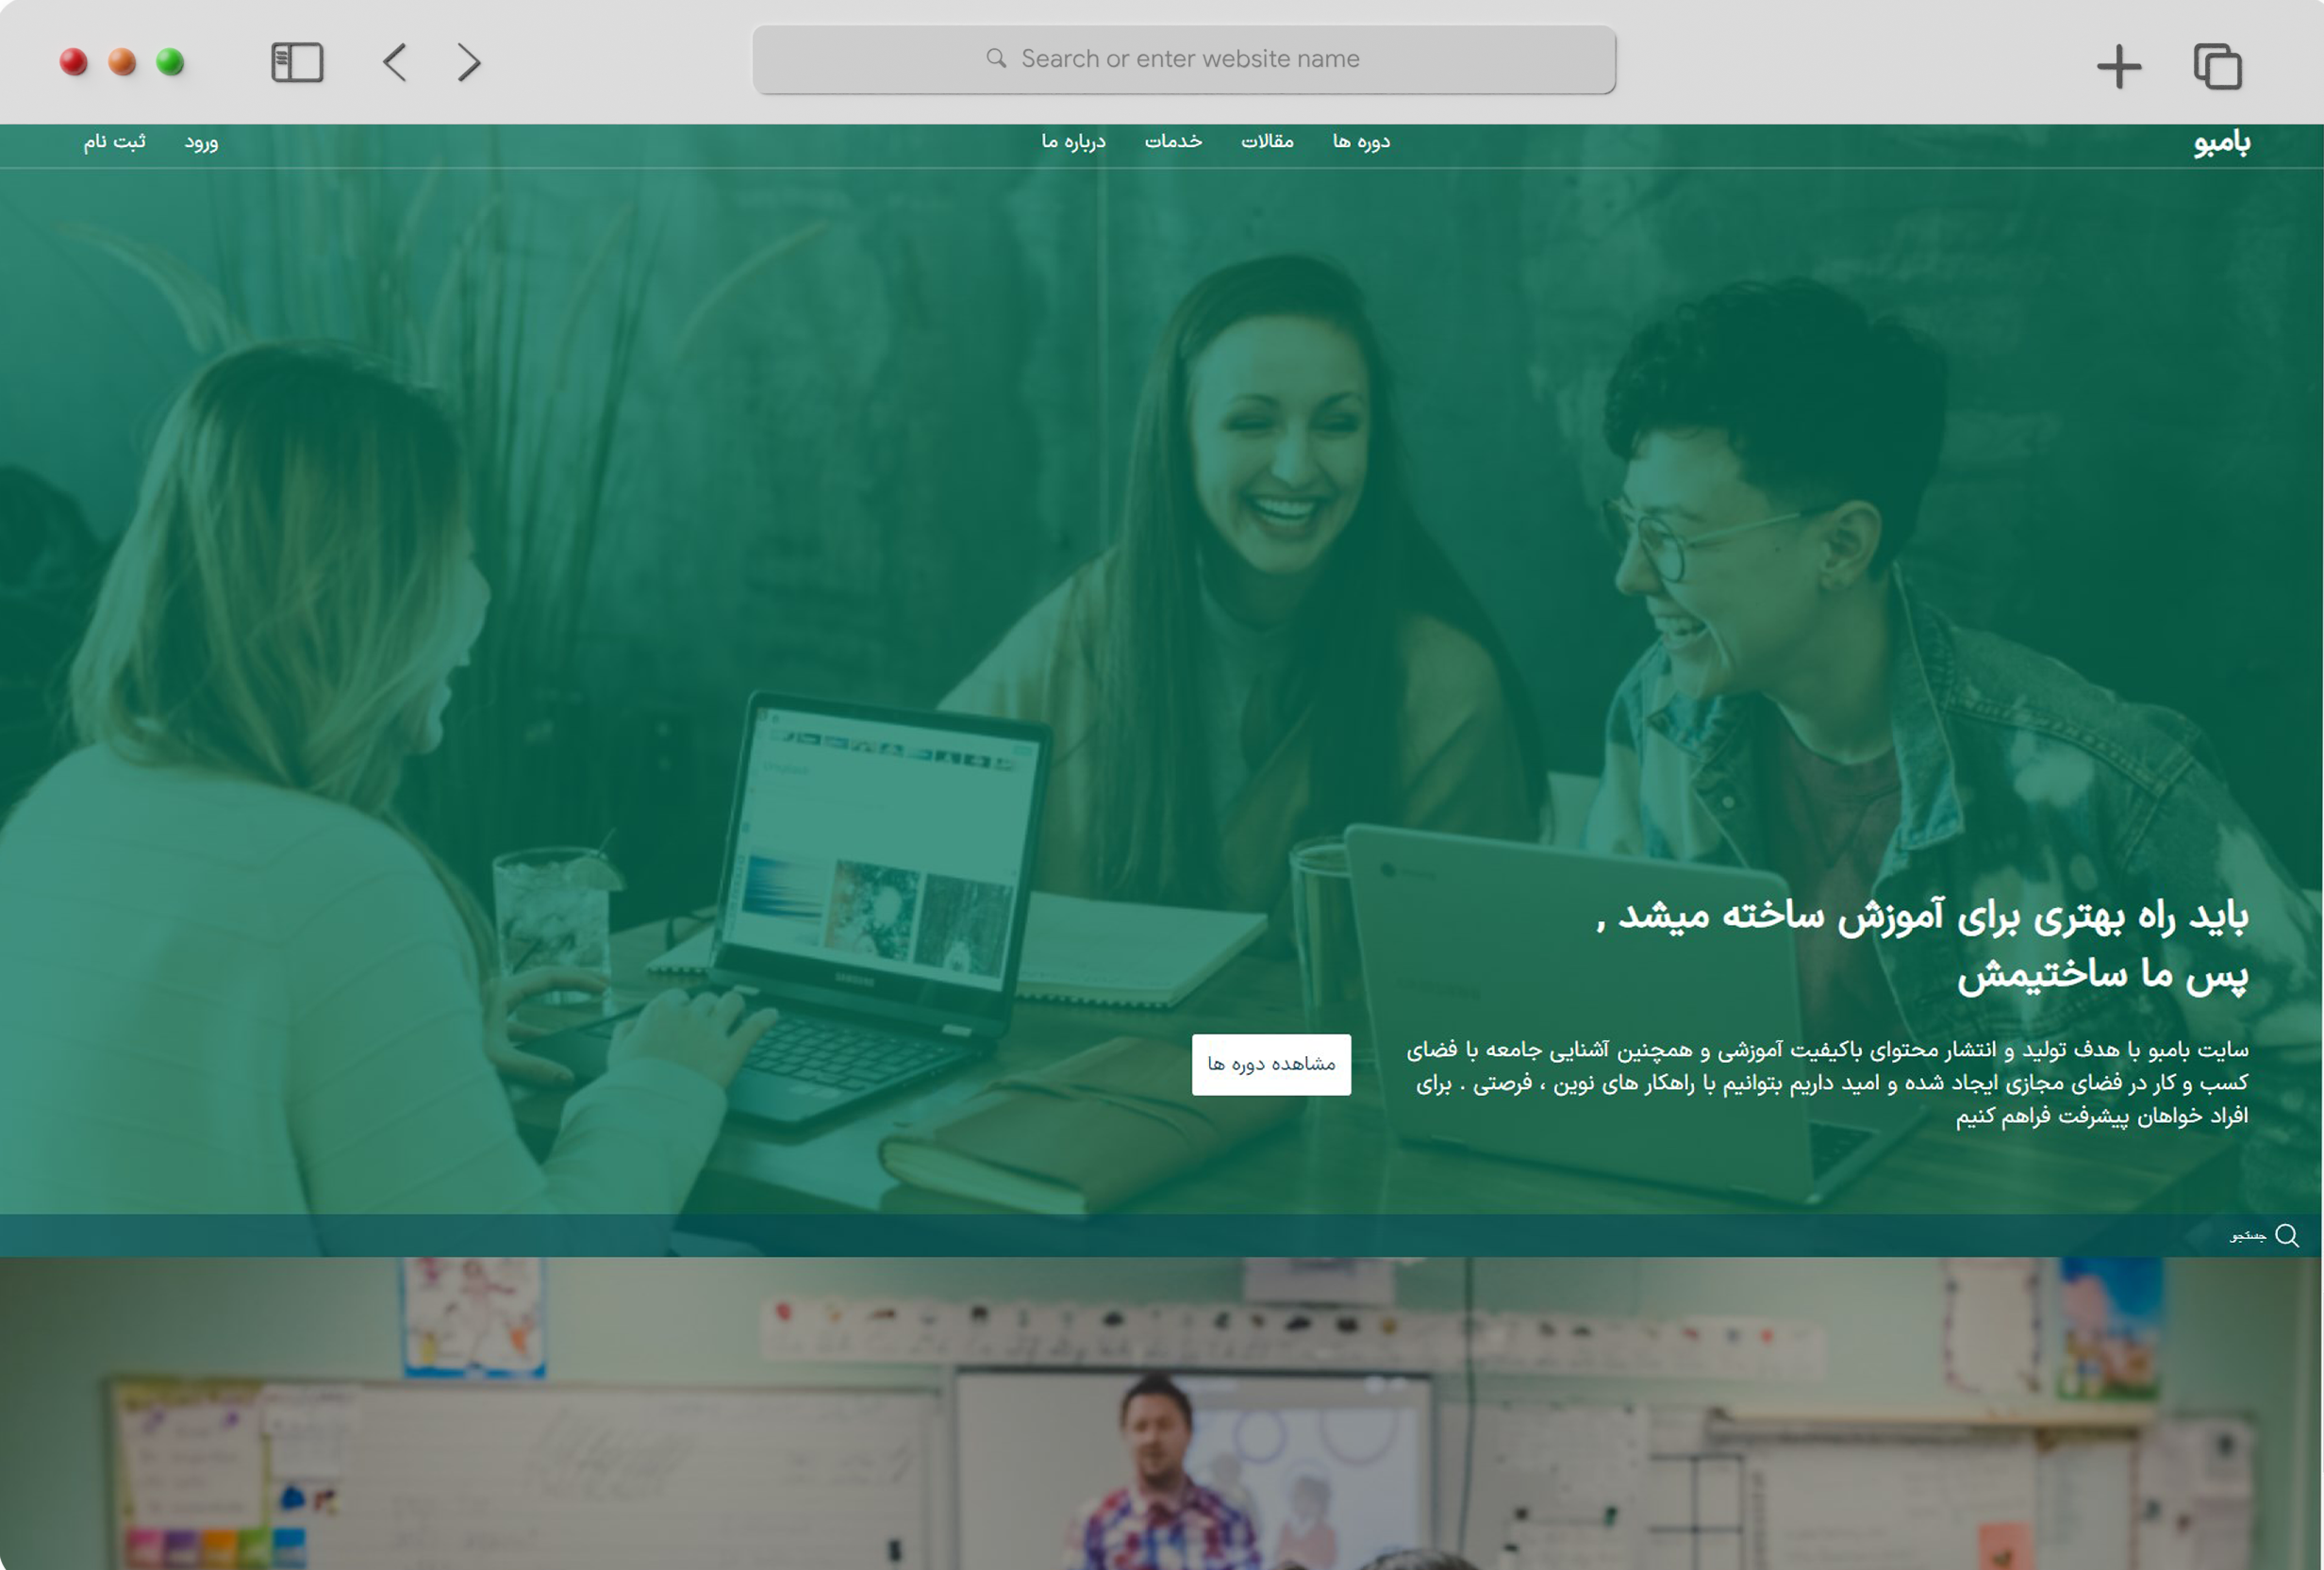 Search or enter website name
بامبو
دوره ها
مقالات
خدمات
درباره ما
ورود
ثبت نام
باید راه بهتری برای آموزش ساخته میشد ,
پس ما ساختیمش
سایت بامبو با هدف تولید و انتشار محتوای باکیفیت آموزشی و همچنین آشنایی جامعه با فضای
کسب و کار در فضای مجازی ایجاد شده و امید داریم بتوانیم با راهکار های نوین ، فرصتی . برای
افراد خواهان پیشرفت فراهم کنیم
مشاهده دوره ها
جستجو